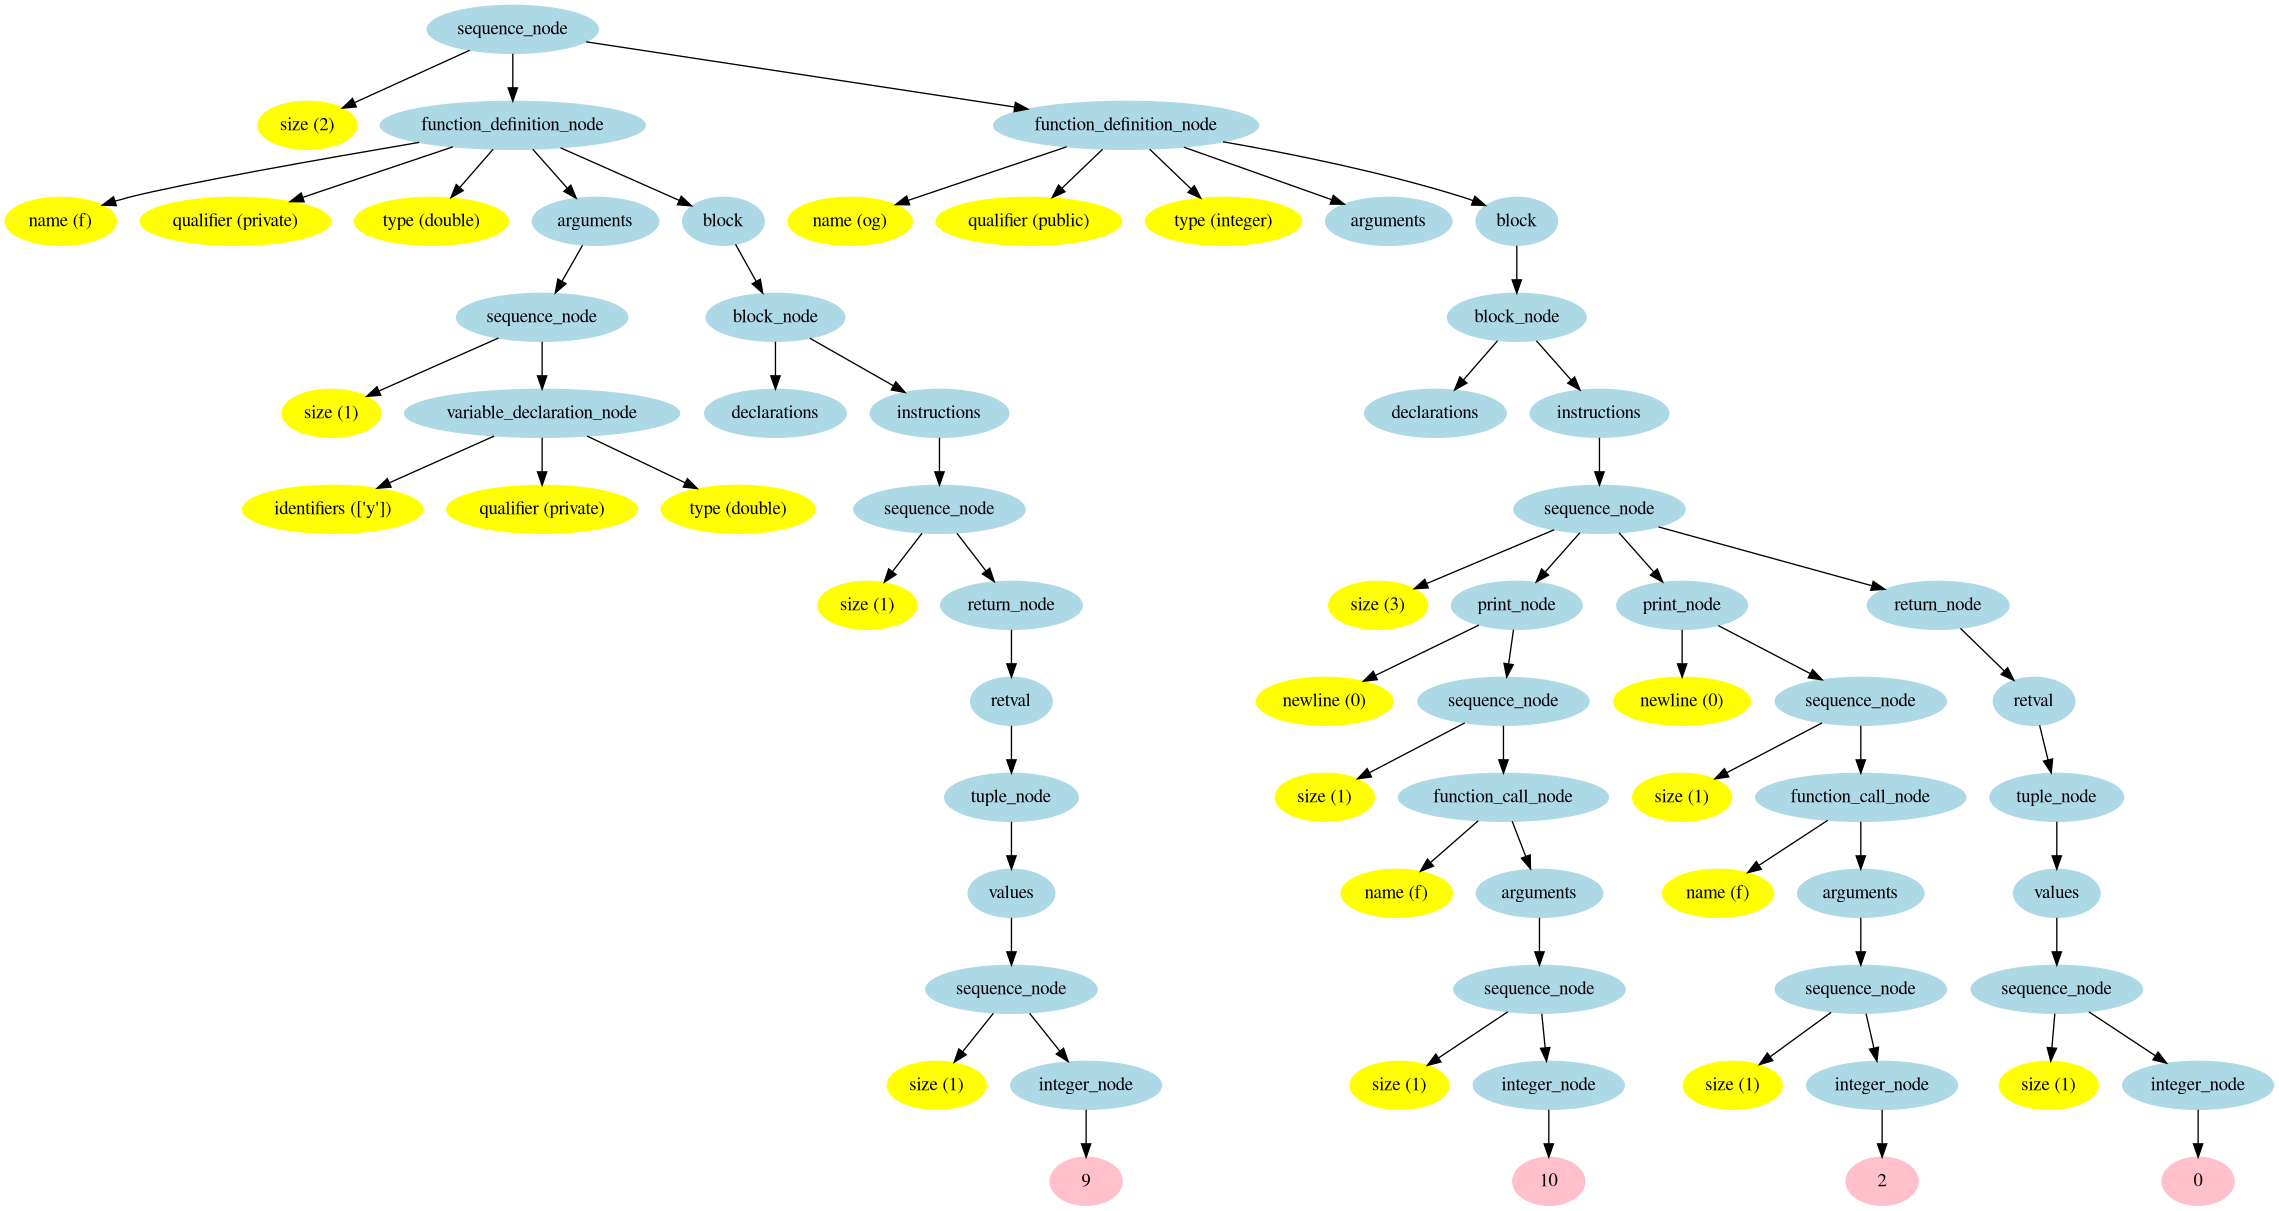 sequence_node
size (2)
function_definition_node
function_definition_node
name (f)
qualifier (private)
type (double)
arguments
block
name (og)
qualifier (public)
type (integer)
arguments
block
sequence_node
block_node
block_node
size (1)
variable_declaration_node
declarations
instructions
declarations
instructions
identifiers (['y'])
qualifier (private)
type (double)
sequence_node
sequence_node
size (1)
return_node
size (3)
print_node
print_node
return_node
retval
newline (0)
sequence_node
newline (0)
sequence_node
retval
tuple_node
size (1)
function_call_node
size (1)
function_call_node
tuple_node
values
name (f)
arguments
name (f)
arguments
values
sequence_node
sequence_node
sequence_node
sequence_node
size (1)
integer_node
size (1)
integer_node
size (1)
integer_node
size (1)
integer_node
9
10
2
0